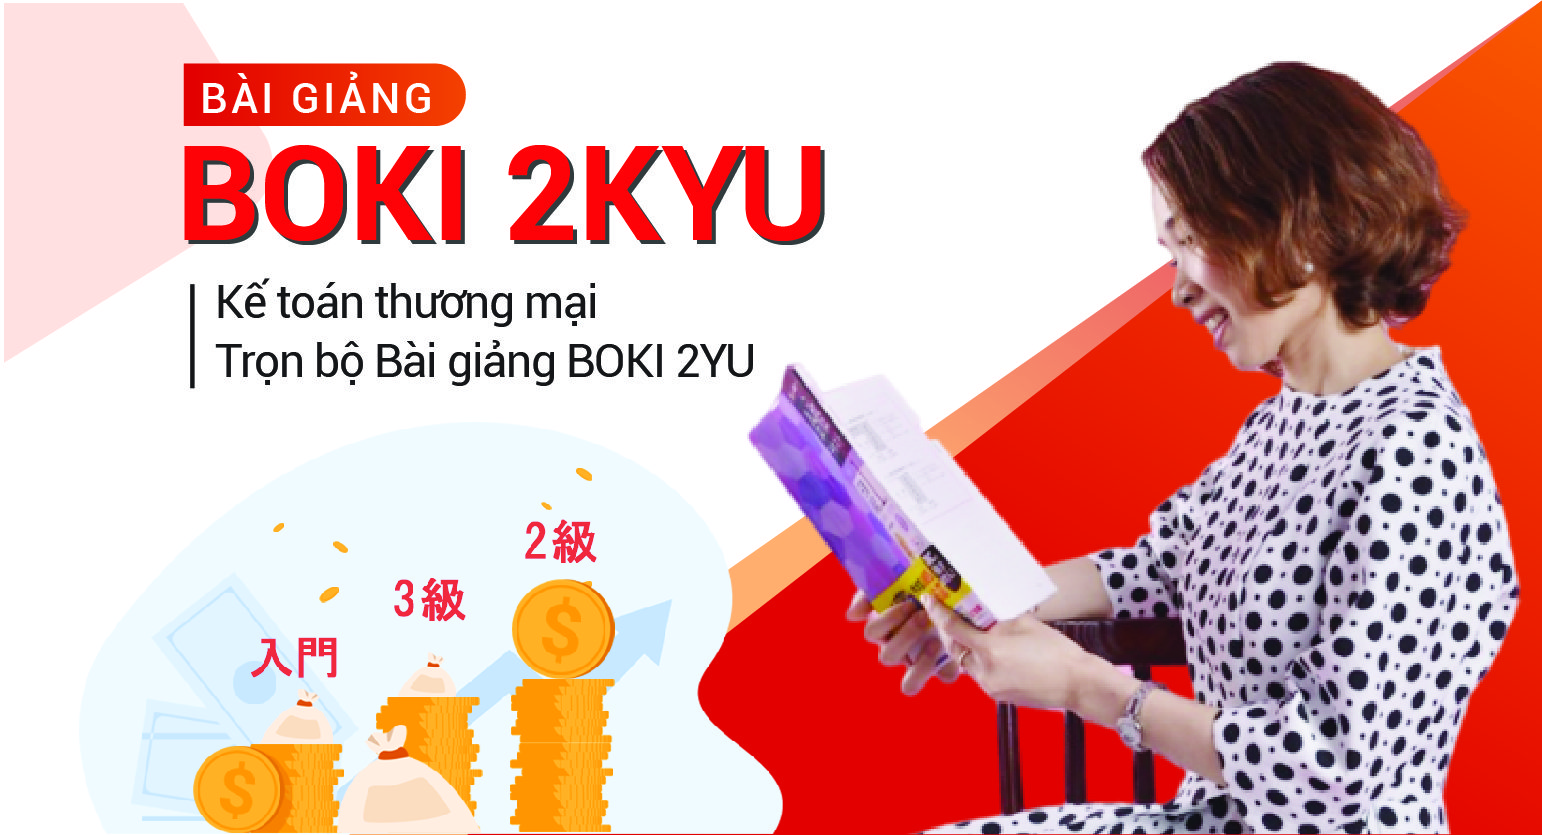 BÀI GIẢNG
BOKI 2KYU
Kế toán thương mại
Trọn bộ Bài giảng BOKI 2YU
2級
3級
入門
$
$